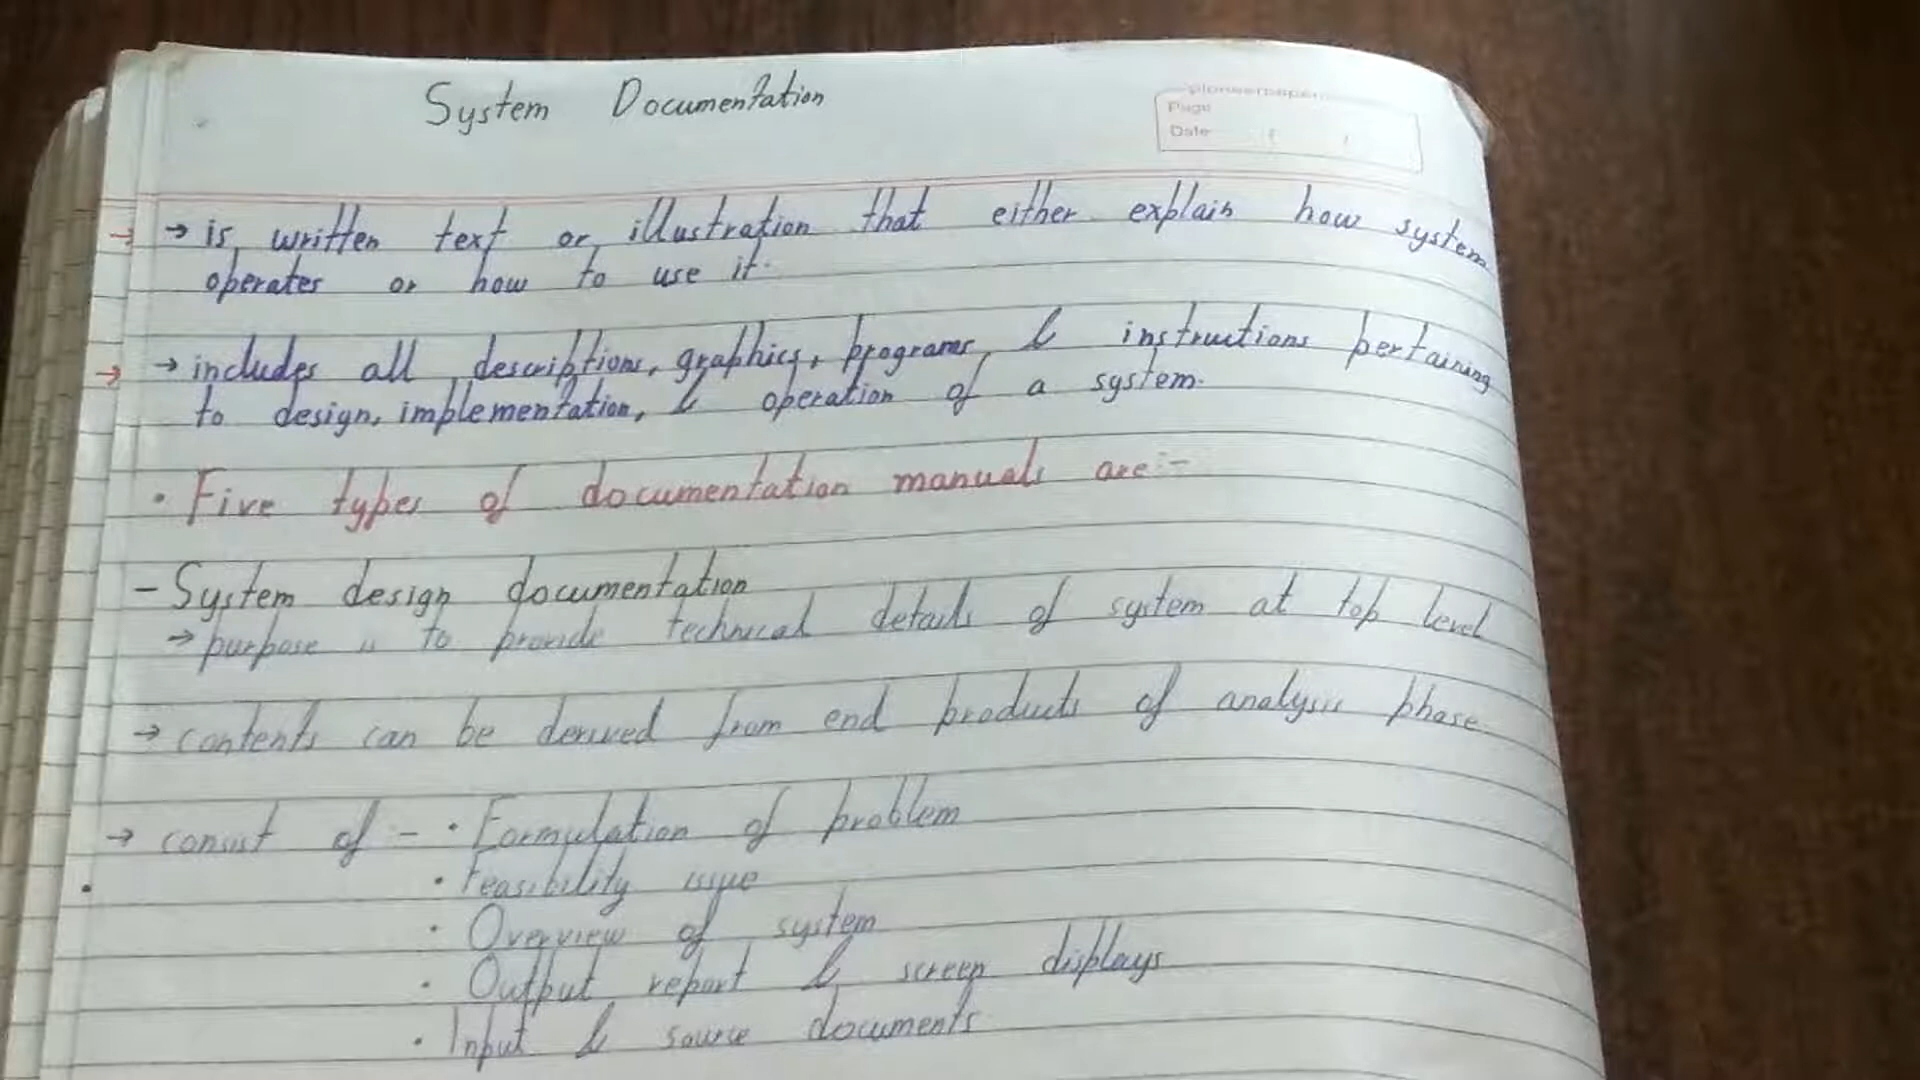 System Documentation
pioneerpaper
Page
Date / /
→ → is written text or illustration that either explain how system
operates or how to use it.
→ → includes all descriptions, graphics, programs, & instructions pertaining
to design, implementation, & operation of a system.
• Five types of documentation manuals are:-
- System design documentation
→ purpose is to provide technical details of system at top level
→ contents can be derived from end products of analysis phase
→ consist of - • Formulation of problem
• Feasibility issue
• Overview of system
• Output report & screen displays
• Input & source documents